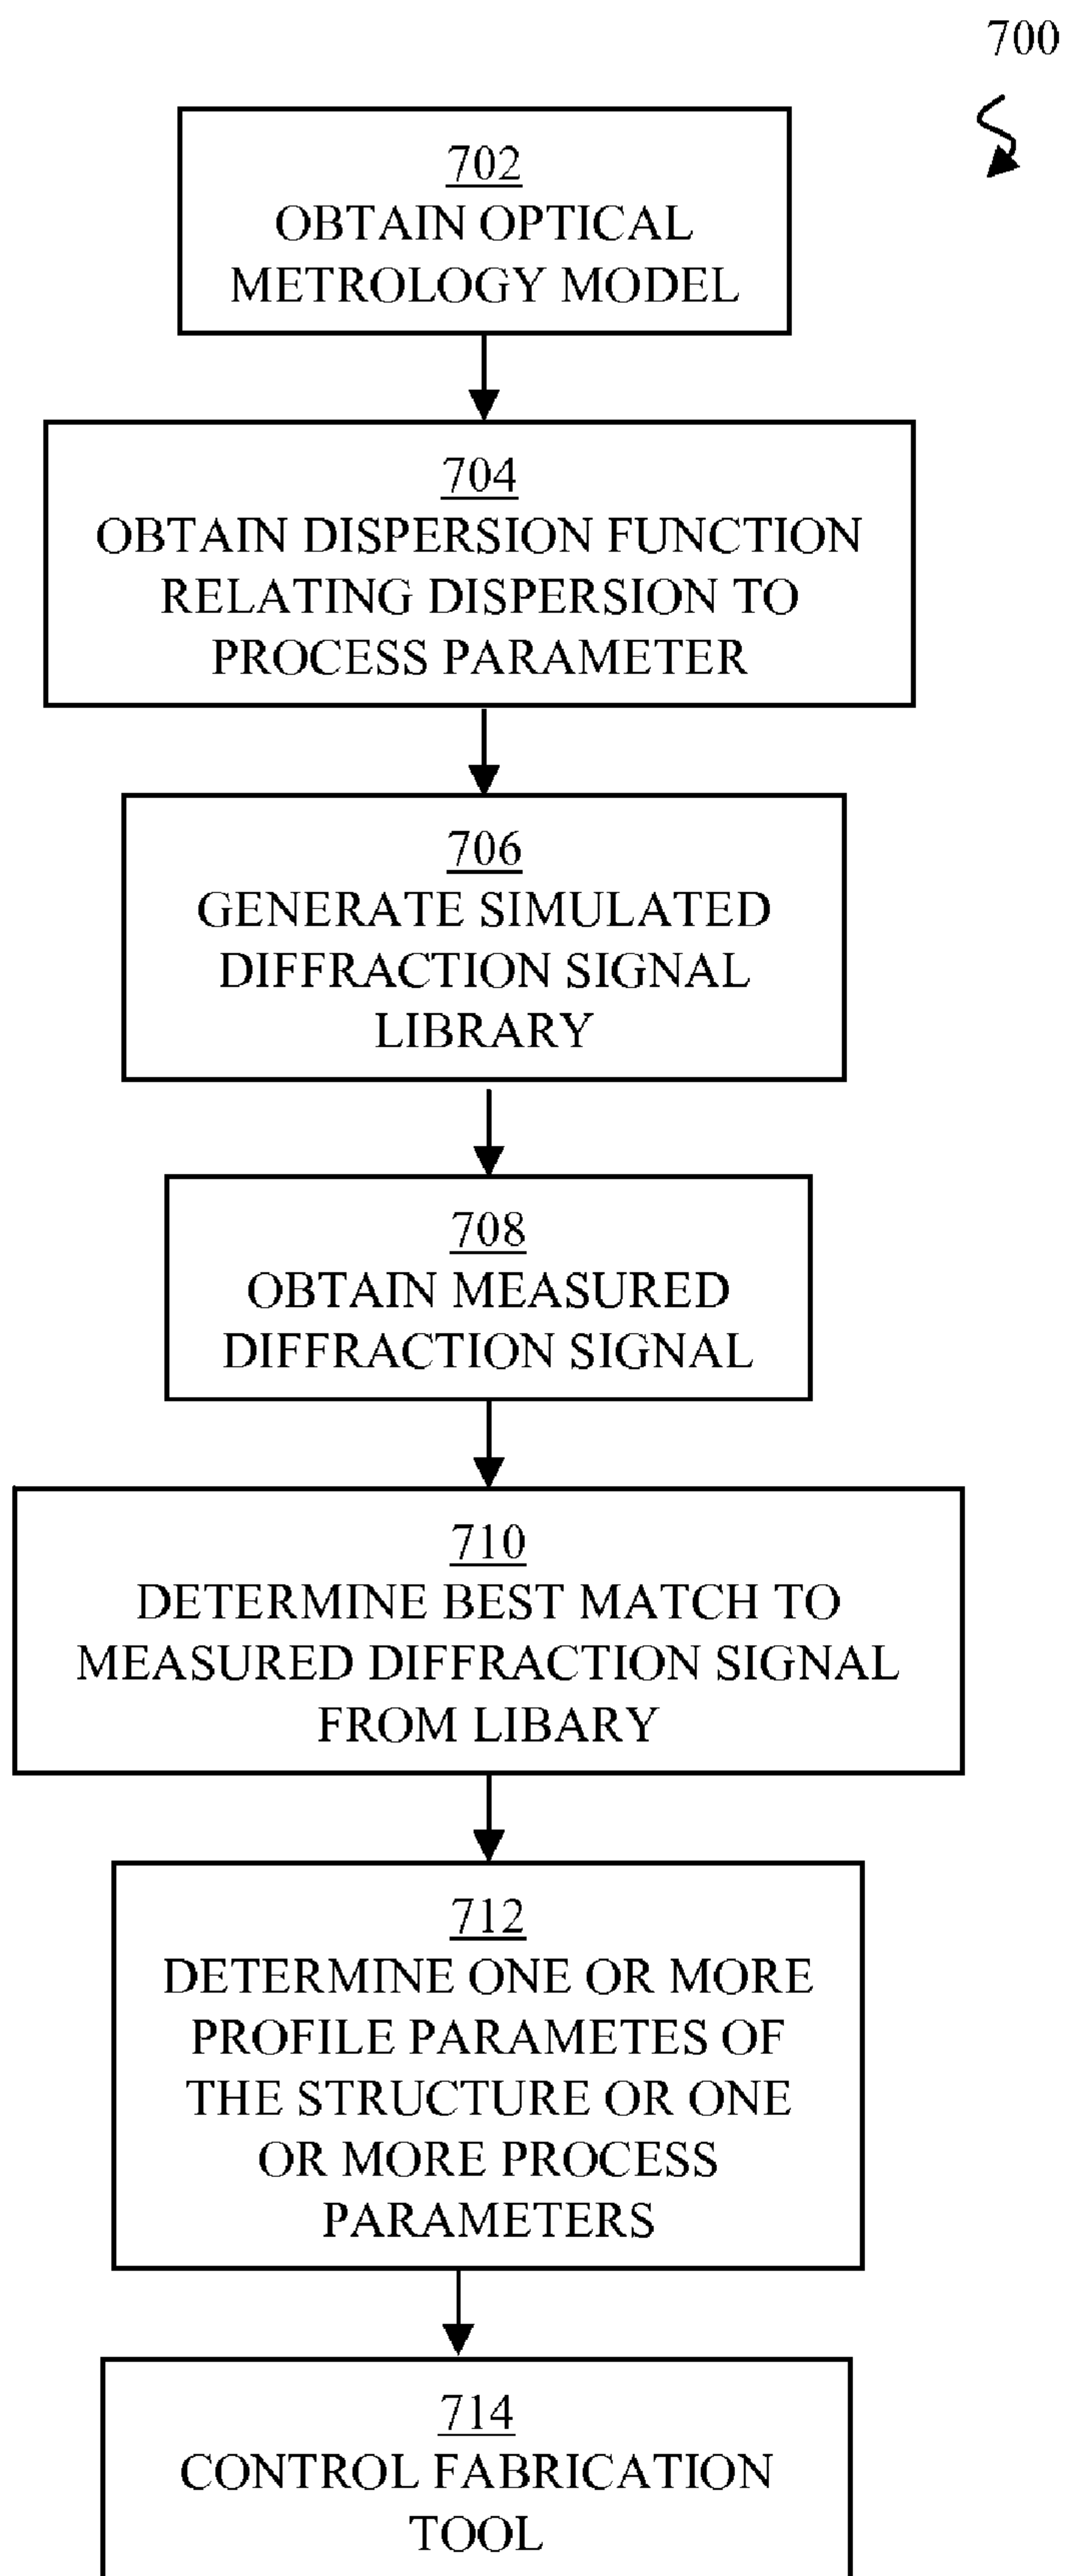 700
702
OBTAIN OPTICAL
METROLOGY MODEL
704
OBTAIN DISPERSION FUNCTION
RELATING DISPERSION TO
PROCESS PARAMETER
706
GENERATE SIMULATED
DIFFRACTION SIGNAL
LIBRARY
708
OBTAIN MEASURED
DIFFRACTION SIGNAL
710
DETERMINE BEST MATCH TO
MEASURED DIFFRACTION SIGNAL
FROM LIBARY
712
DETERMINE ONE OR MORE
PROFILE PARAMETES OF
THE STRUCTURE OR ONE
OR MORE PROCESS
PARAMETERS
714
CONTROL FABRICATION
TOOL